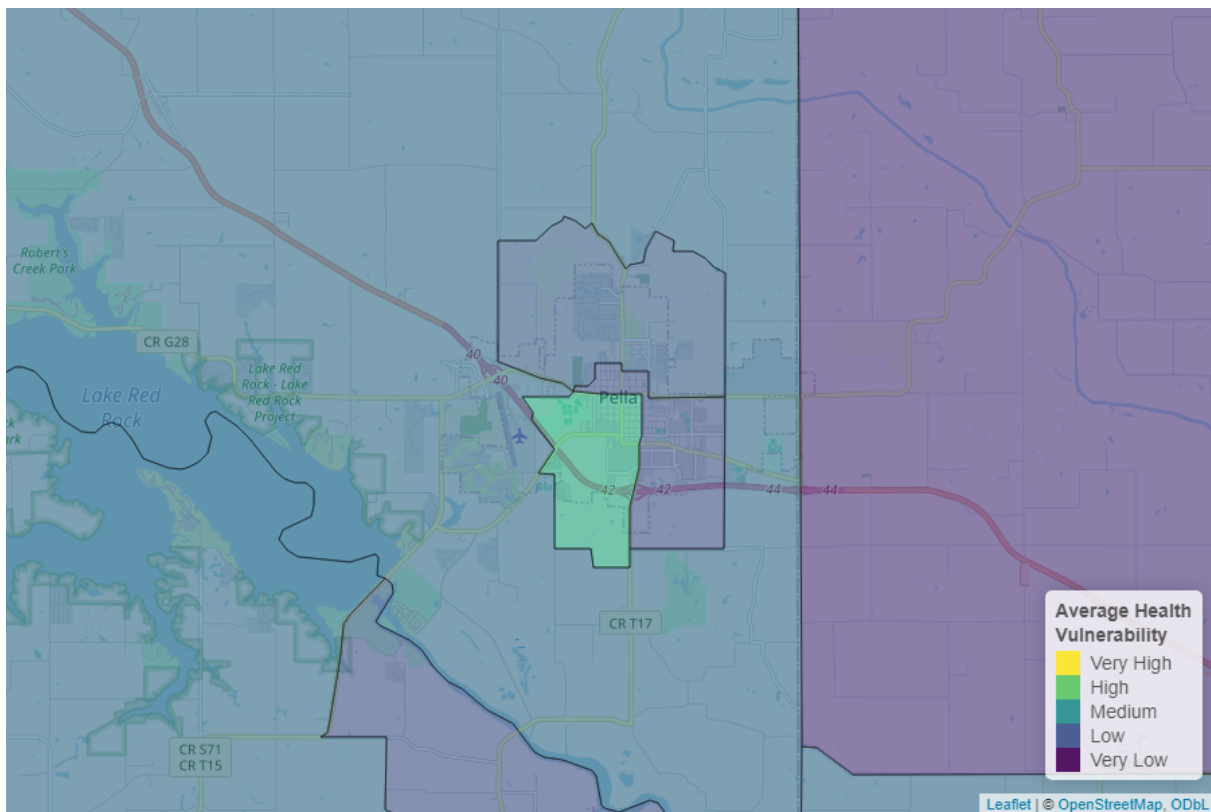 Robert's
Creek Park
CR G28
Lake Red
Rock
Lake Red
Rock - Lake
Red Rock
Project
40
40
Pella
42
42
44
44
CR T17
CR S71
CR T15
Average Health
Vulnerability
Very High
High
Medium
Low
Very Low
Leaflet | © OpenStreetMap, ODbL